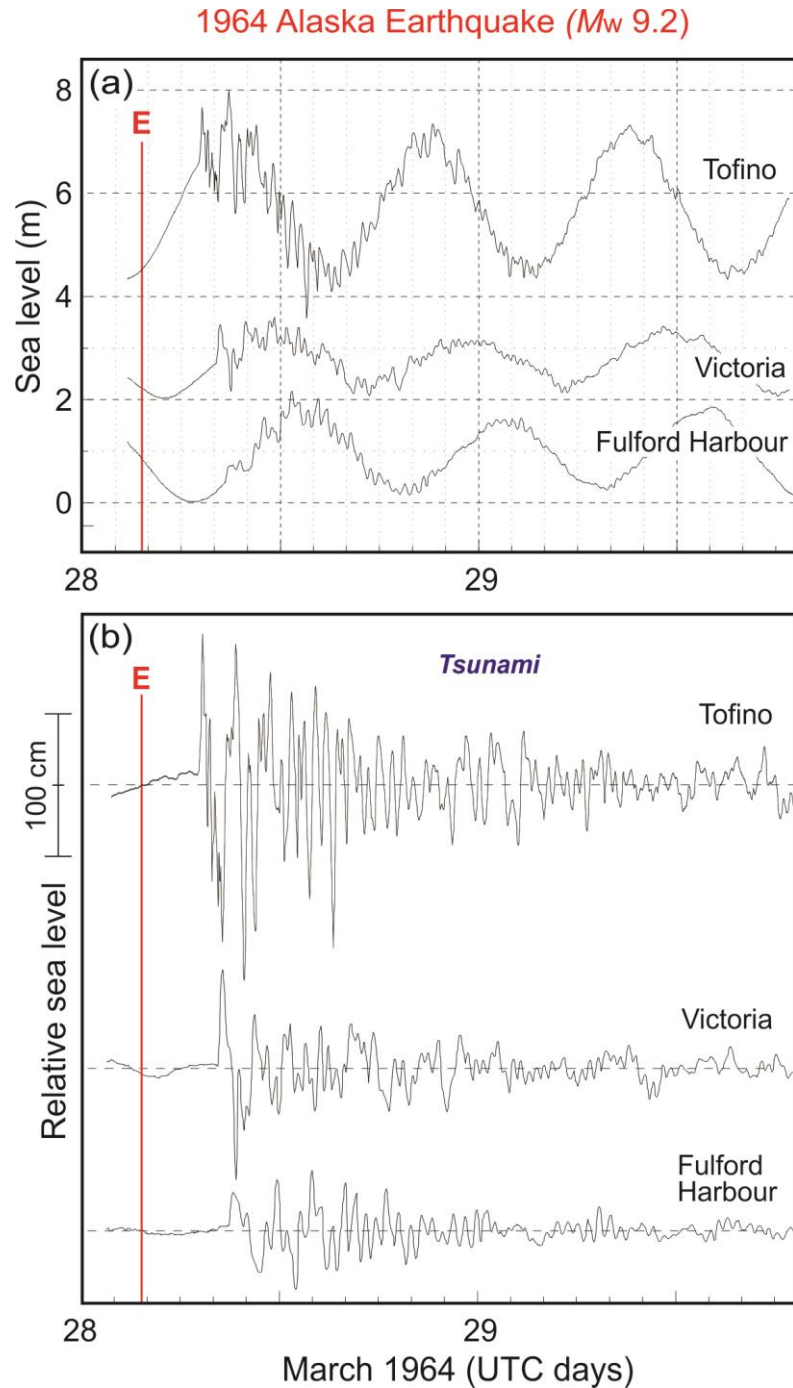 1964 Alaska Earthquake (Mw 9.2)
(a)
E
8
6
4
2
0
Sea level (m)
Tofino
Victoria
Fulford Harbour
28
29
(b)
E
Tsunami
100 cm
Relative sea level
Tofino
Victoria
Fulford
Harbour
28
29
March 1964 (UTC days)